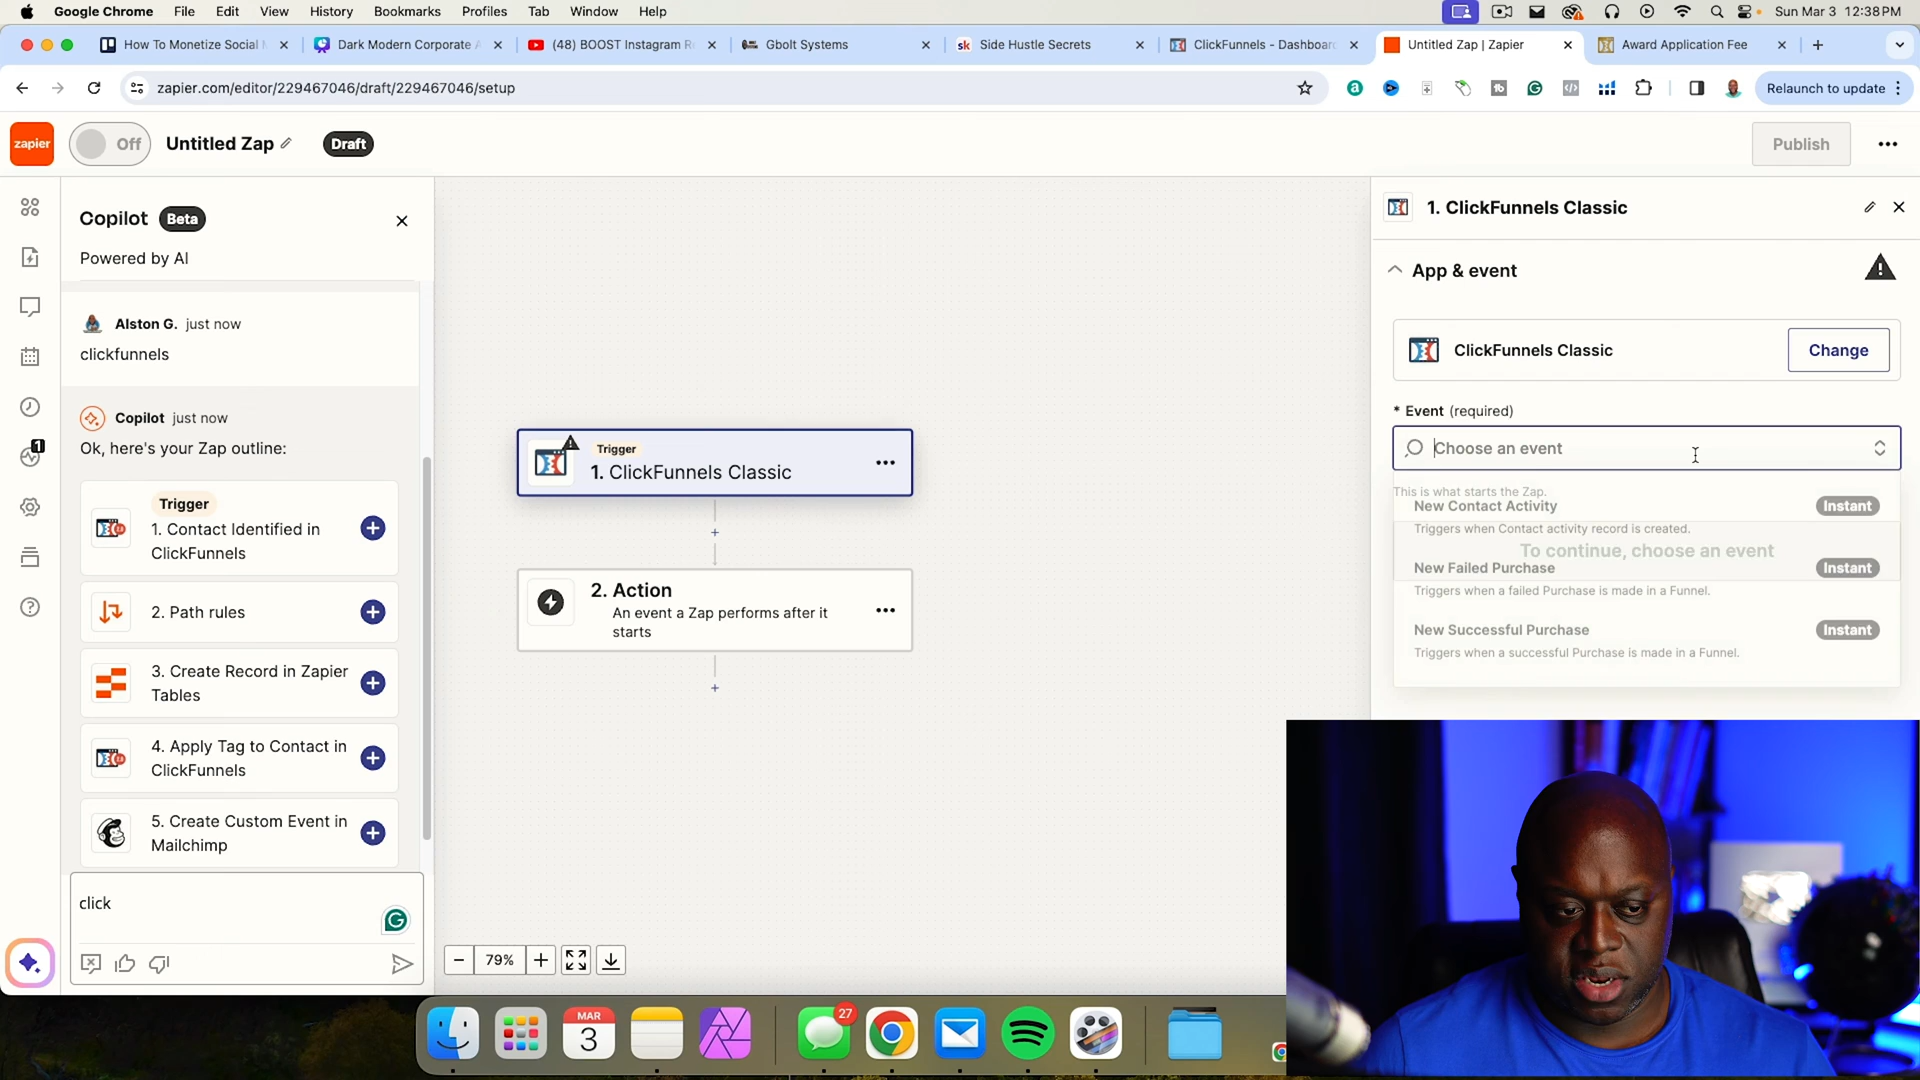 Google Chrome File Edit View History Bookmarks Profiles Tab Window Help Sun Mar 3 12:38 PM
How To Monetize Social M Dark Modern Corporate A (48) BOOST Instagram Re Gbolt Systems Side Hustle Secrets ClickFunnels - Dashboard Untitled Zap | Zapier Award Application Fee
zapier.com/editor/229467046/draft/229467046/setup Relaunch to update
zapier Off Untitled Zap Draft Publish
Copilot Beta
Powered by AI
Alston G. just now
clickfunnels
Copilot just now
Ok, here's your Zap outline:
Trigger
1. Contact Identified in
ClickFunnels
2. Path rules
3. Create Record in Zapier
Tables
4. Apply Tag to Contact in
ClickFunnels
5. Create Custom Event in
Mailchimp
click
1
Trigger
1. ClickFunnels Classic
2. Action
An event a Zap performs after it
starts
79%
1. ClickFunnels Classic
App & event
ClickFunnels Classic Change
* Event (required)
Choose an event
This is what starts the Zap.
New Contact Activity Instant
Triggers when Contact activity record is created.
To continue, choose an event
New Failed Purchase Instant
Triggers when a failed Purchase is made in a Funnel.
New Successful Purchase Instant
Triggers when a successful Purchase is made in a Funnel.
MAR
3
27